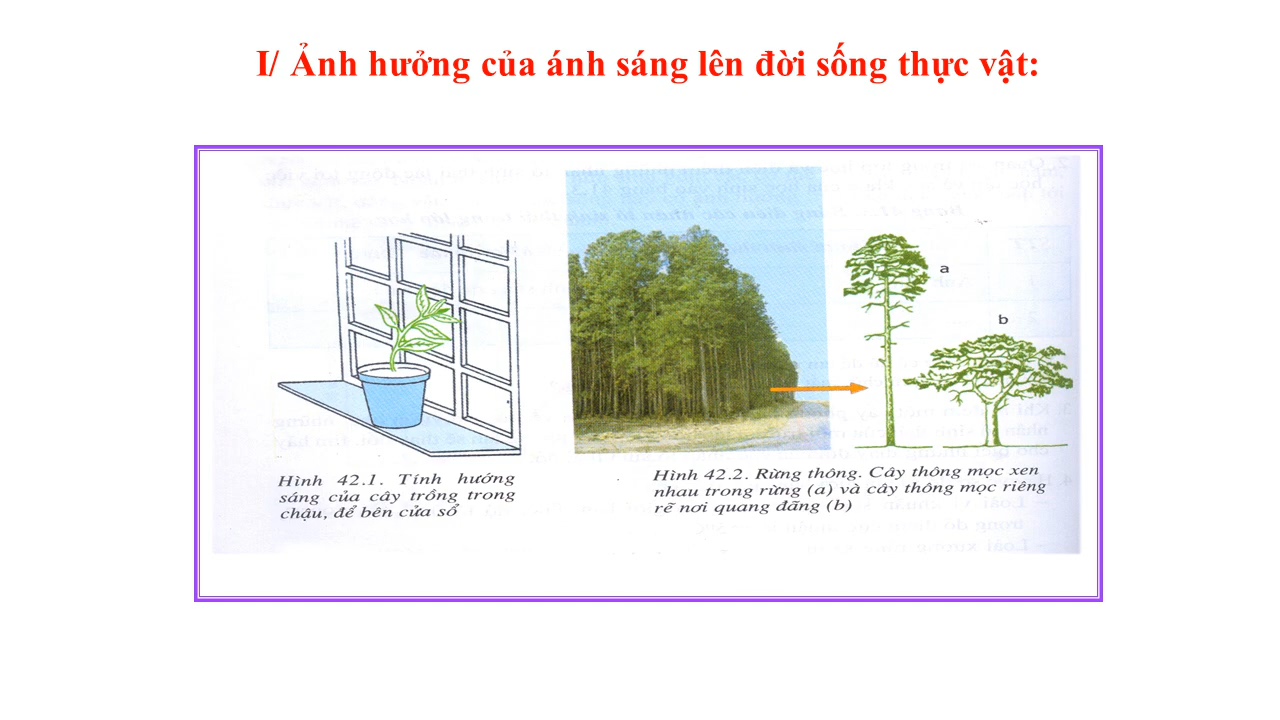 I/ Ảnh hưởng của ánh sáng lên đời sống thực vật:
a
b
Hình 42.1. Tính hướng
sáng của cây trồng trong
chậu, để bên cửa sổ
Hình 42.2. Rừng thông. Cây thông mọc xen
nhau trong rừng (a) và cây thông mọc riêng
rẽ nơi quang đãng (b)